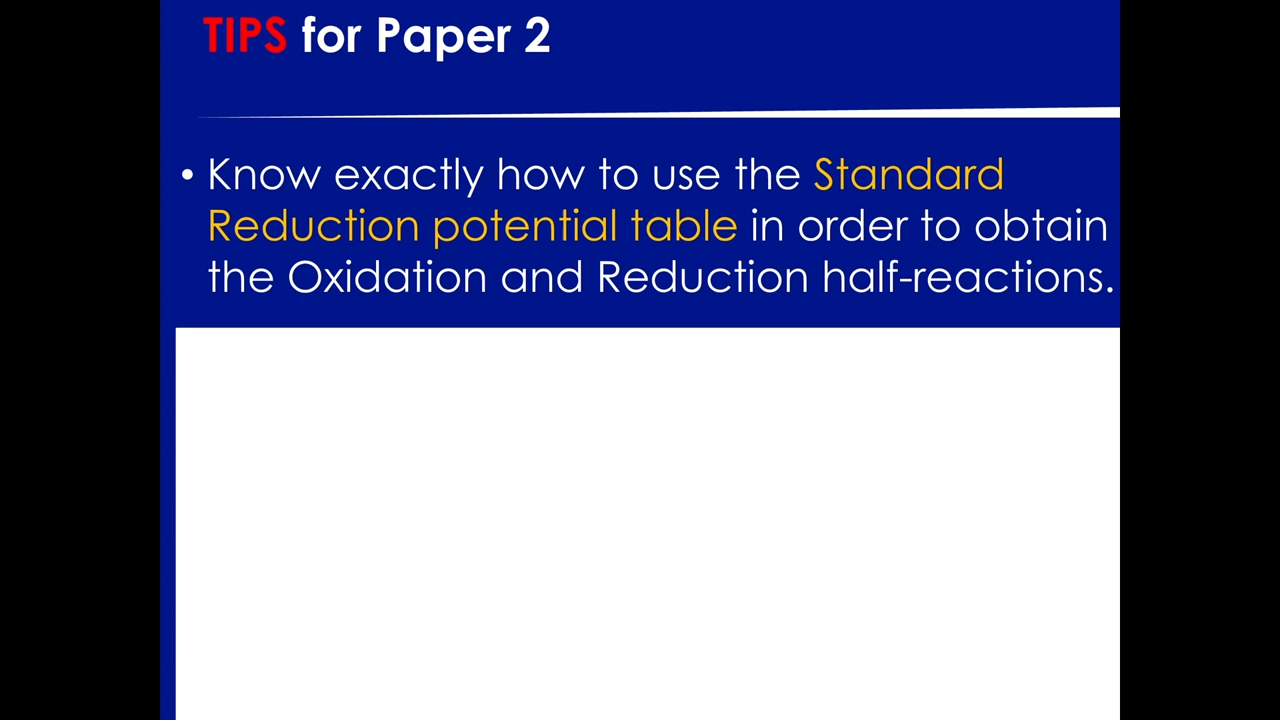 TIPS for Paper 2
• Know exactly how to use the Standard
Reduction potential table in order to obtain
the Oxidation and Reduction half-reactions.